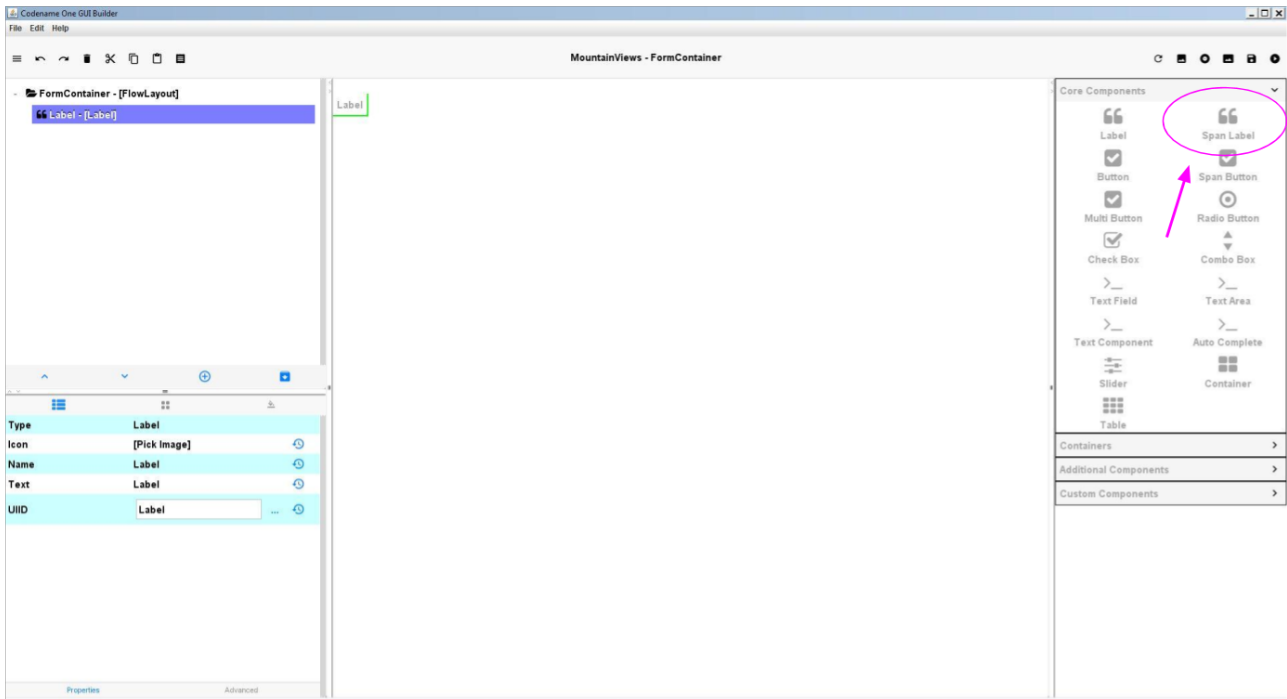 Codename One GUI Builder
File Edit Help
MountainViews - FormContainer
FormContainer - [FlowLayout]
Label - [Label]
Label
Core Components
Label Span Label
Button Span Button
Multi Button Radio Button
Check Box Combo Box
Text Field Text Area
Text Component Auto Complete
Slider Container
Table
Containers
Additional Components
Custom Components
Type Label
Icon [Pick Image]
Name Label
Text Label
UIID Label ...
Properties Advanced